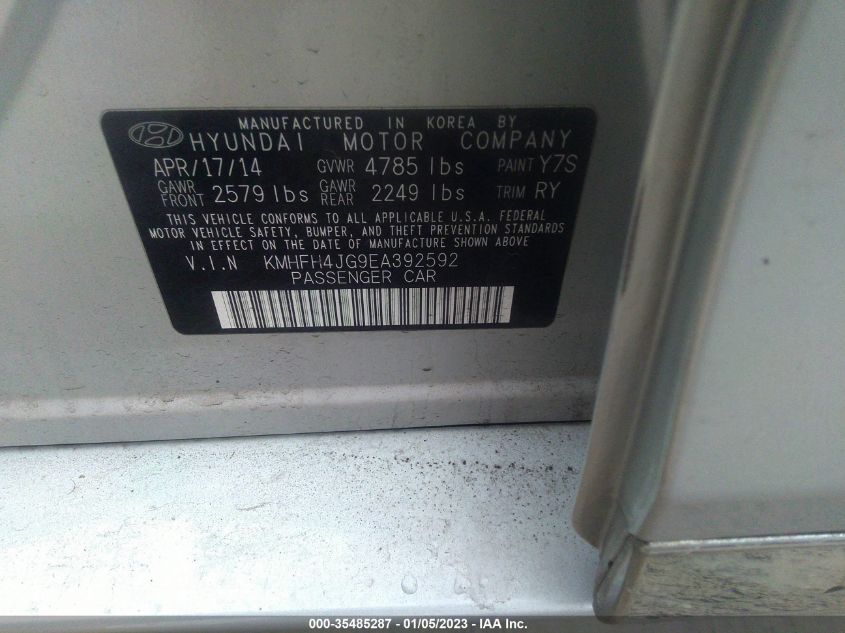 MANUFACTURED IN KOREA BY
HYUNDAI MOTOR COMPANY
APR/17/14 GVWR 4785 lbs PAINT Y7S
GAWR FRONT 2579 lbs GAWR REAR 2249 lbs TRIM RY
THIS VEHICLE CONFORMS TO ALL APPLICABLE U.S.A. FEDERAL
MOTOR VEHICLE SAFETY, BUMPER, AND THEFT PREVENTION STANDARDS
IN EFFECT ON THE DATE OF MANUFACTURE SHOWN ABOVE
V.I.N KMHFH4JG9EA392592
PASSENGER CAR
000-35485287 - 01/05/2023 - IAA Inc.